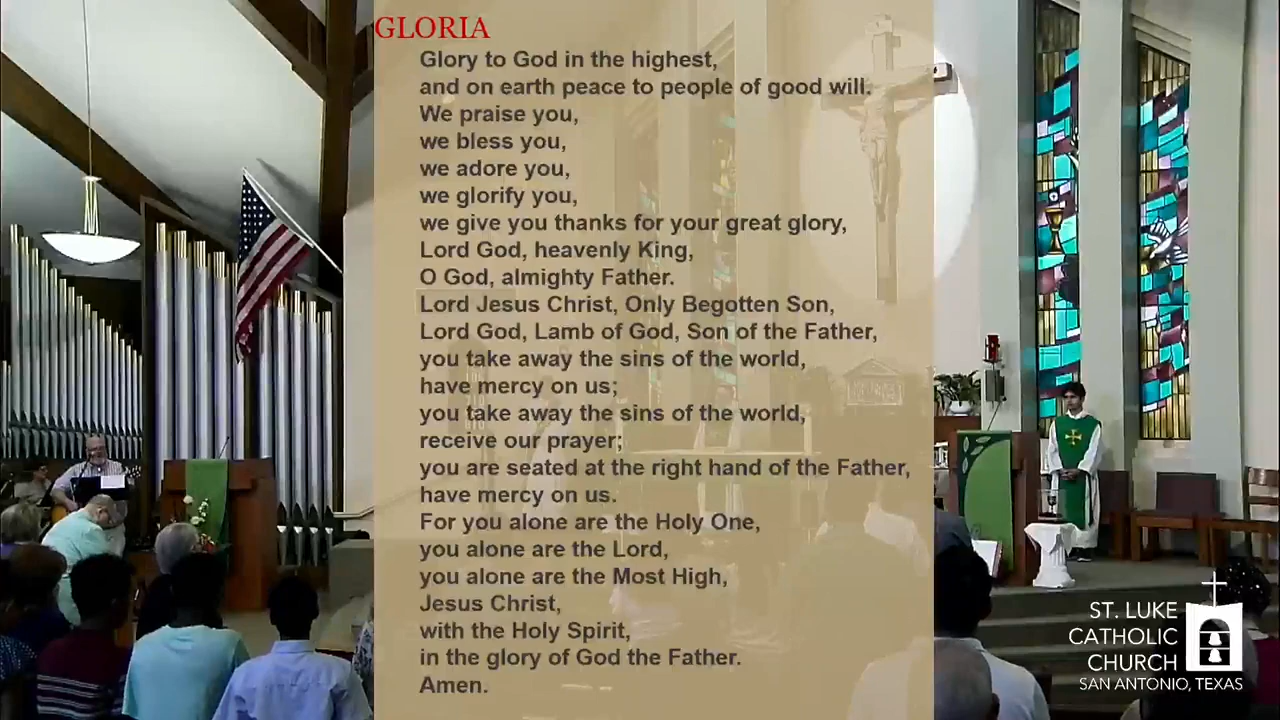 GLORIA
Glory to God in the highest,
and on earth peace to people of good will.
We praise you,
we bless you,
we adore you,
we glorify you,
we give you thanks for your great glory,
Lord God, heavenly King,
O God, almighty Father.
Lord Jesus Christ, Only Begotten Son,
Lord God, Lamb of God, Son of the Father,
you take away the sins of the world,
have mercy on us;
you take away the sins of the world,
receive our prayer;
you are seated at the right hand of the Father,
have mercy on us.
For you alone are the Holy One,
you alone are the Lord,
you alone are the Most High,
Jesus Christ,
with the Holy Spirit,
in the glory of God the Father.
Amen.
ST. LUKE
CATHOLIC
CHURCH
SAN ANTONIO, TEXAS